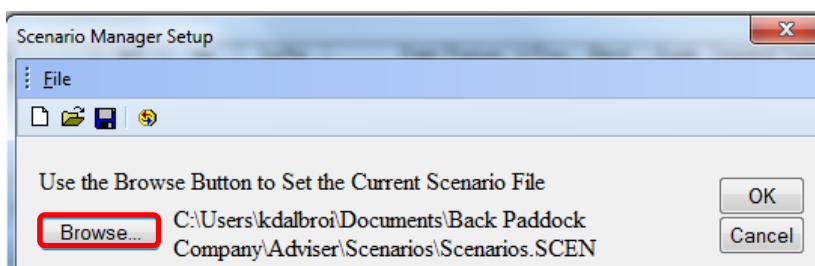 Scenario Manager Setup
File
Use the Browse Button to Set the Current Scenario File
OK
Browse...
C:\Users\kdalbroi\Documents\Back Paddock
Company\Adviser\Scenarios\Scenarios.SCEN
Cancel